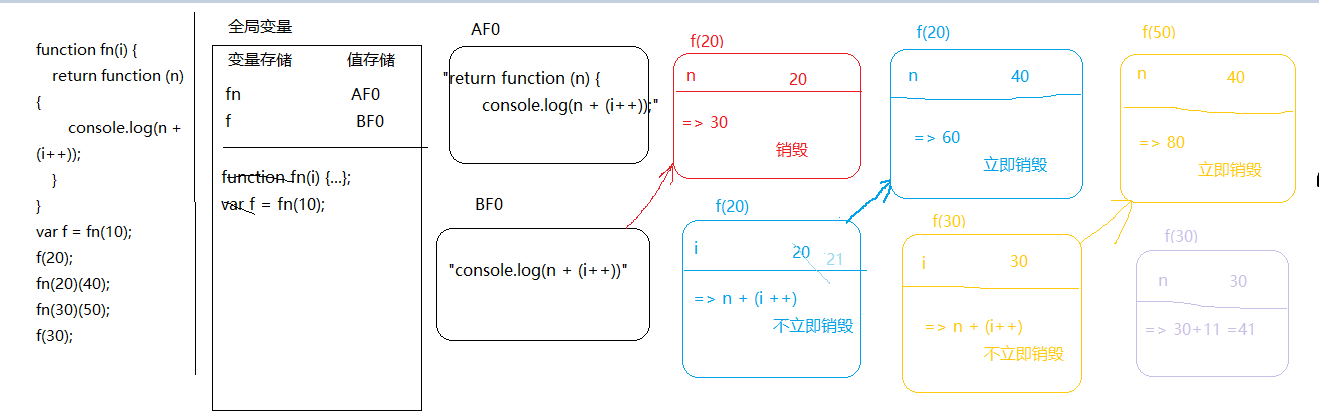 function fn(i) {
return function (n)
{
console.log(n +
(i++));
}
}
var f = fn(10);
f(20);
fn(20)(40);
fn(30)(50);
f(30);
全局变量
变量存储 值存储
fn AF0
f BF0
function fn(i) {...};
var f = fn(10);
AF0
"return function (n) {
console.log(n + (i++));"
BF0
"console.log(n + (i++))"
f(20)
n 20
=> 30
销毁
f(20)
n 40
=> 60
立即销毁
f(50)
n 40
=> 80
立即销毁
f(20)
i 20 21
=> n + (i ++)
不立即销毁
f(30)
i 30
=> n + (i++)
不立即销毁
f(30)
n 30
=> 30+11 =41